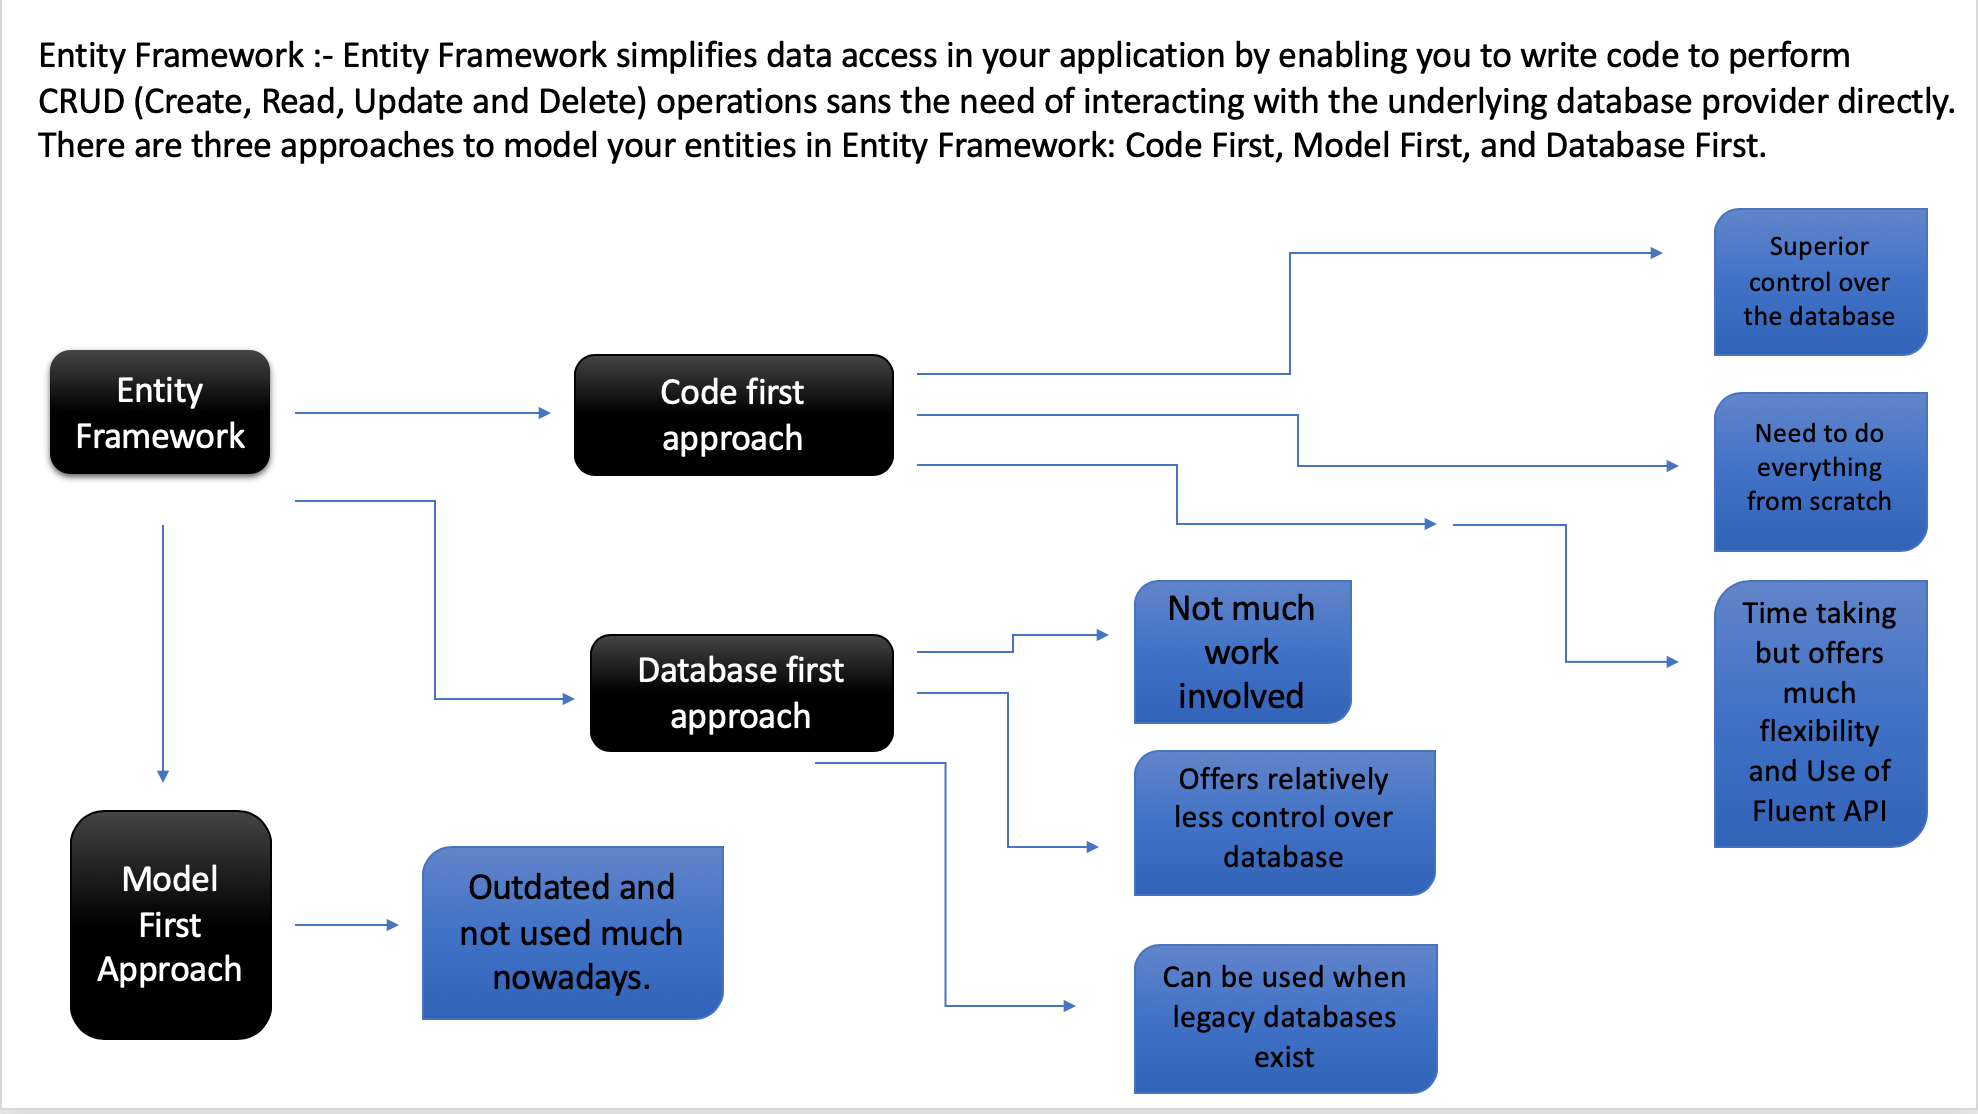 Entity Framework :- Entity Framework simplifies data access in your application by enabling you to write code to perform
CRUD (Create, Read, Update and Delete) operations sans the need of interacting with the underlying database provider directly.
There are three approaches to model your entities in Entity Framework: Code First, Model First, and Database First.
Entity
Framework
Code first
approach
Superior
control over
the database
Need to do
everything
from scratch
Time taking
but offers
much
flexibility
and Use of
Fluent API
Database first
approach
Not much
work
involved
Offers relatively
less control over
database
Can be used when
legacy databases
exist
Model
First
Approach
Outdated and
not used much
nowadays.